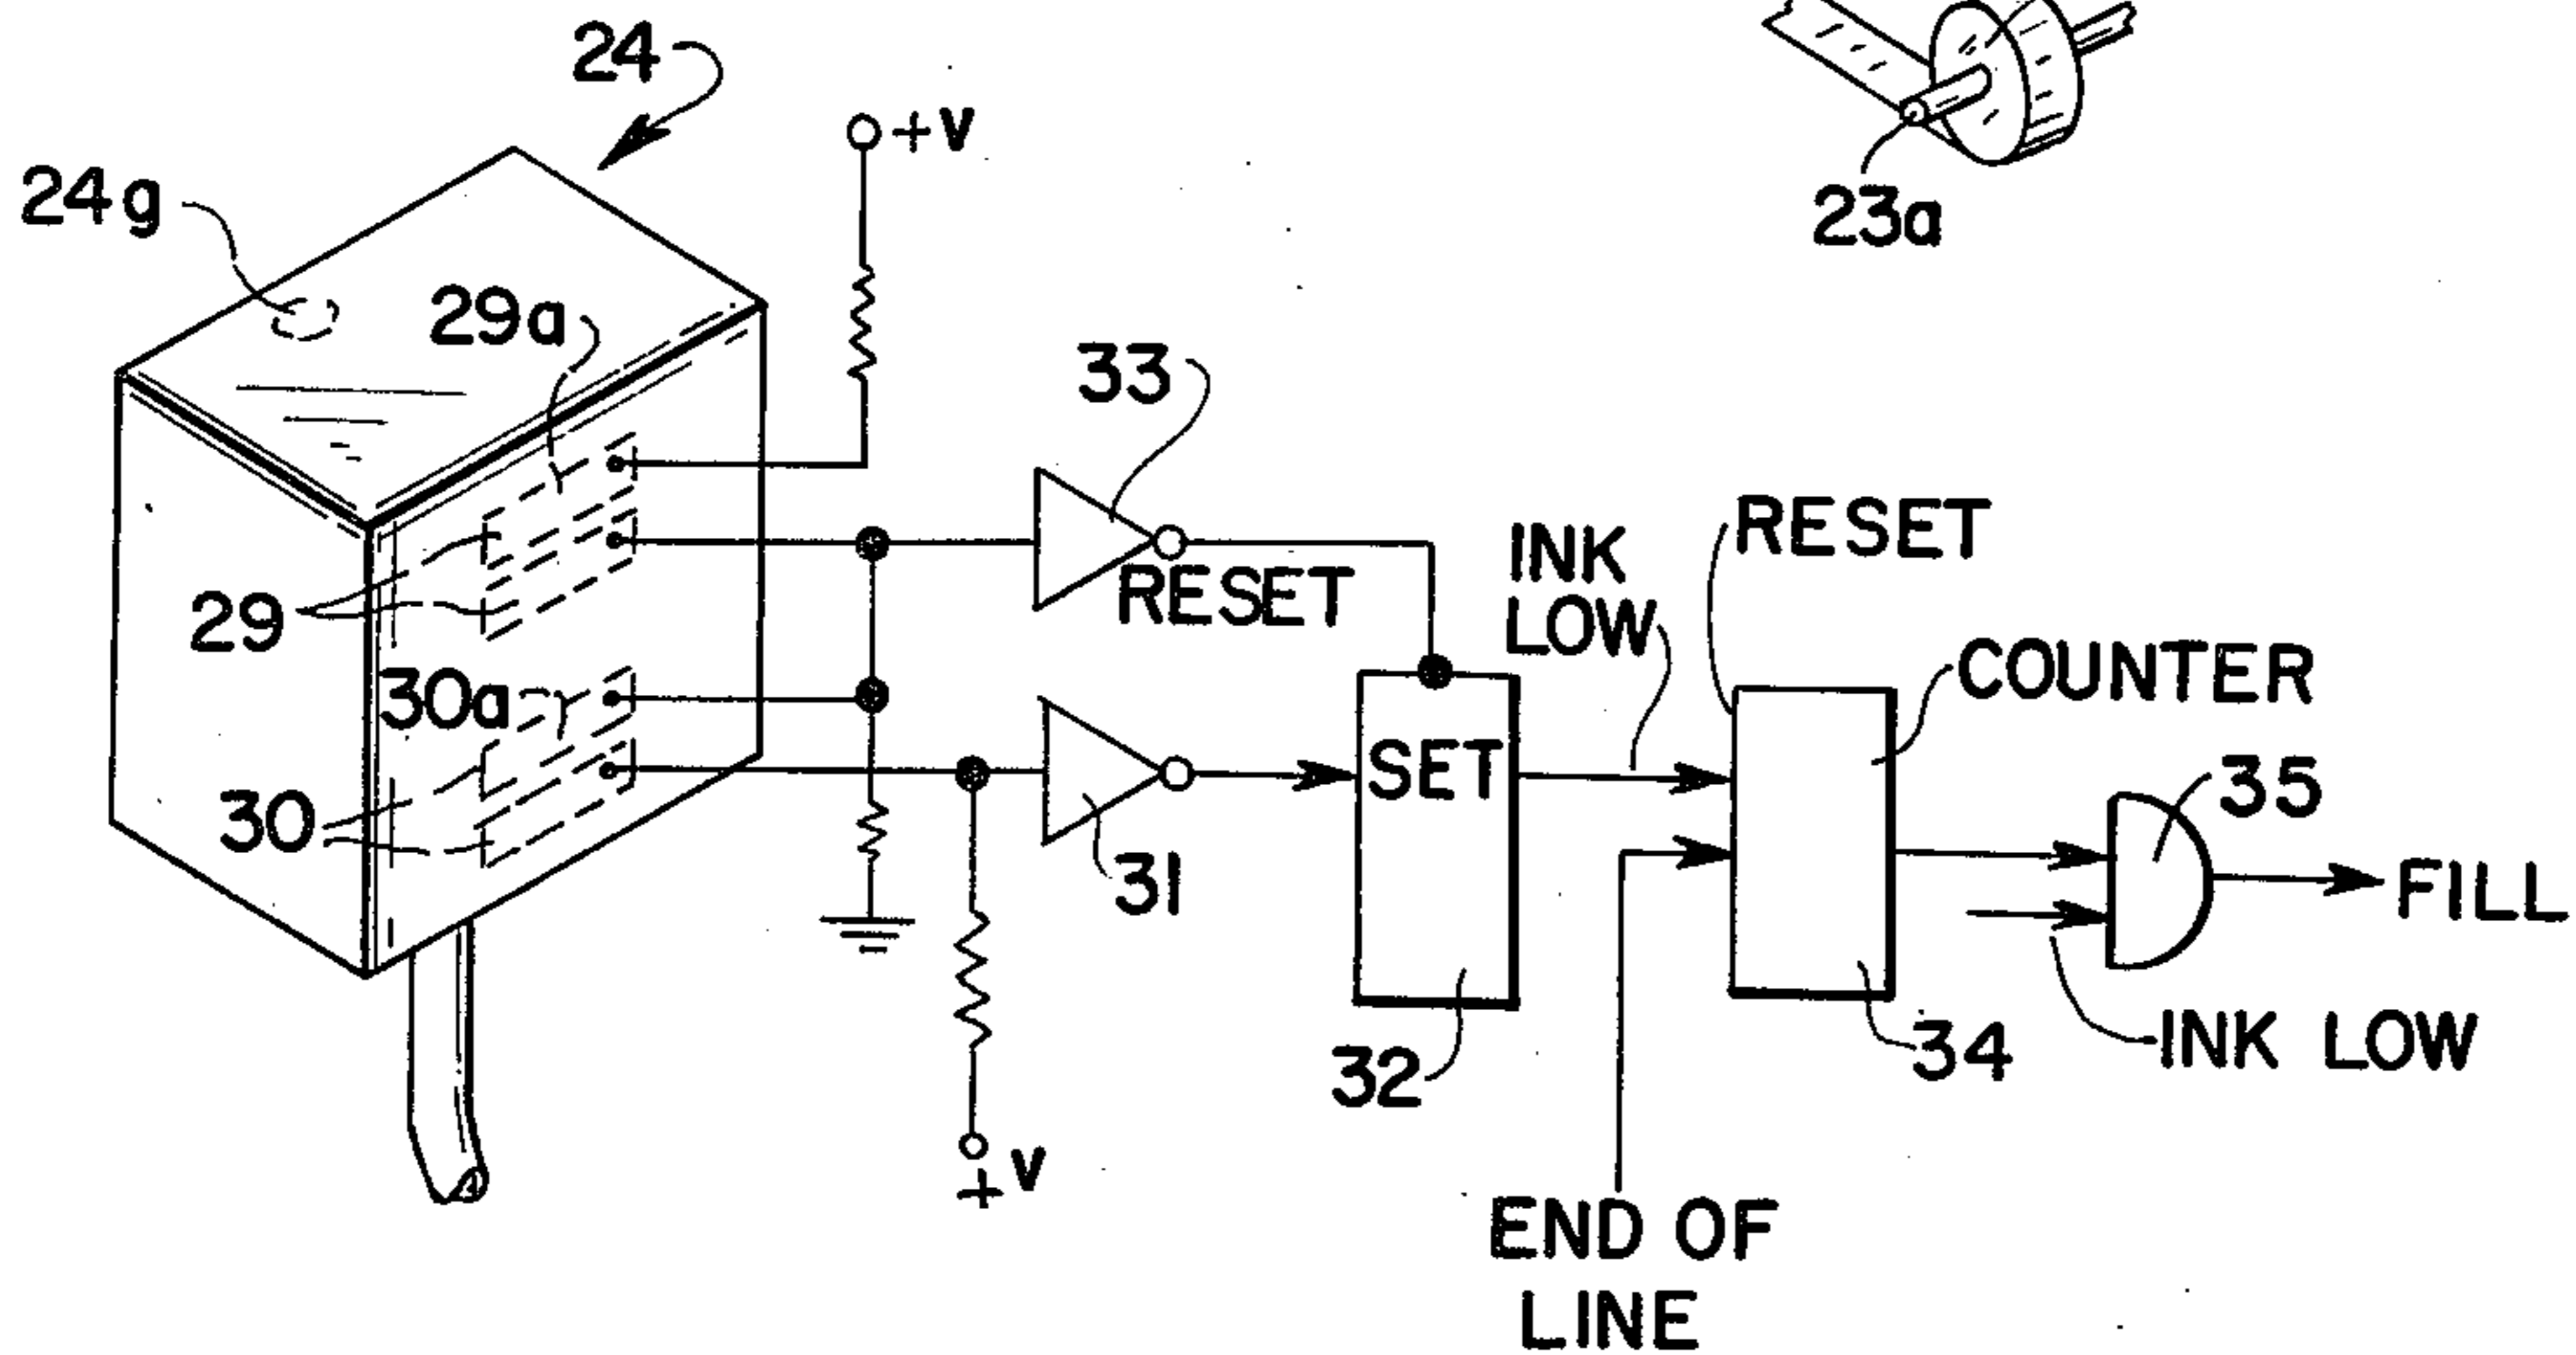 24
+V
24g
23a
29a
33
RESET
INK
LOW
RESET
29
COUNTER
30a
SET
35
30
31
FILL
32
34
INK LOW
+V
END OF
LINE